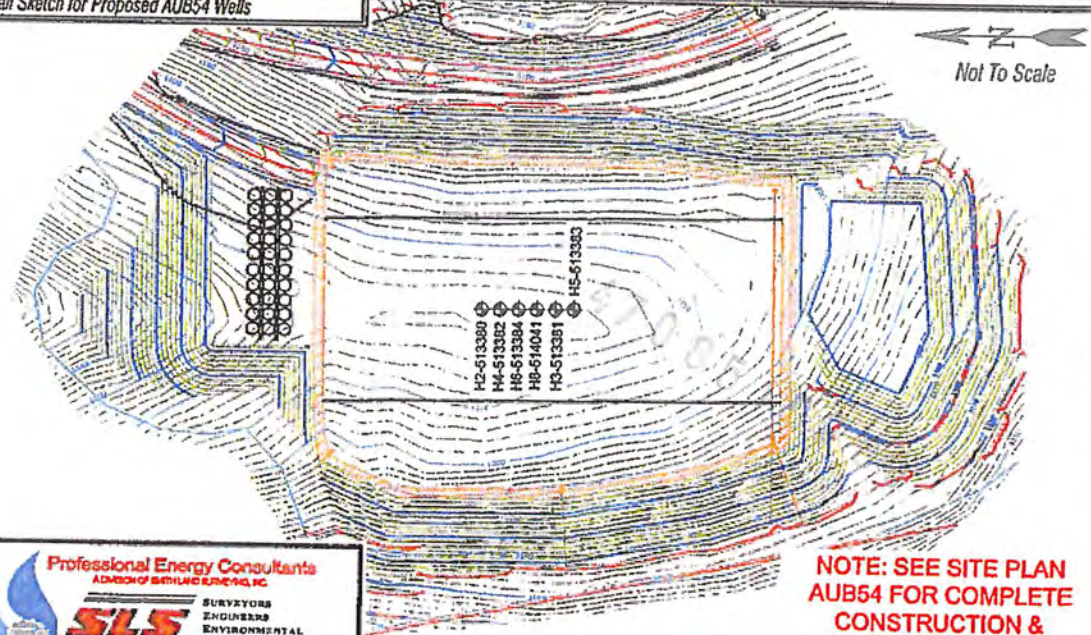 Sketch for Proposed AUB54 Wells
N
Not To Scale
H2-513380
H4-513382
H6-513384
H8-514041
H3-513381
H5-513383
Professional Energy Consultants
A DIVISION OF SMITH LAND SURVEYING, INC.
SLS
SURVEYORS
ENGINEERS
ENVIRONMENTAL
NOTE: SEE SITE PLAN
AUB54 FOR COMPLETE
CONSTRUCTION &